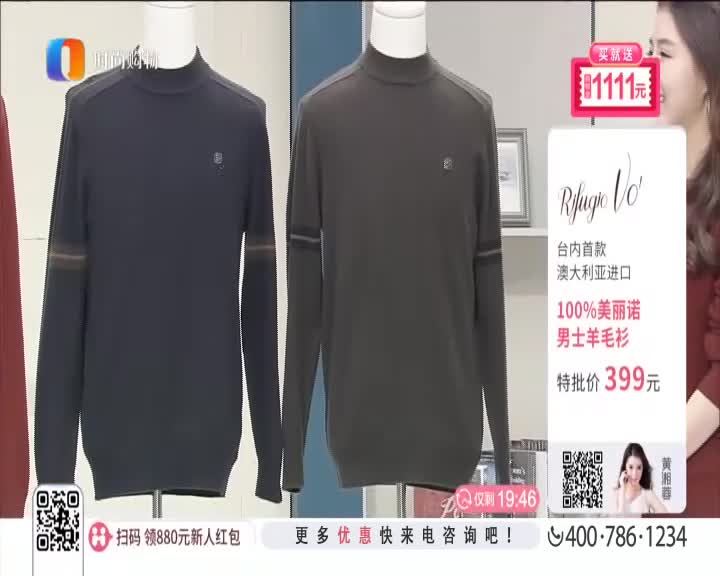 时尚购物
买就送
1111元
Rifugio Vo'
台内首款
澳大利亚进口
100%美丽诺
男士羊毛衫
特批价 399元
黄湘蓉
仅剩 19:46
扫码 领880元新人红包
更多优惠快来电咨询吧！
400·786·1234